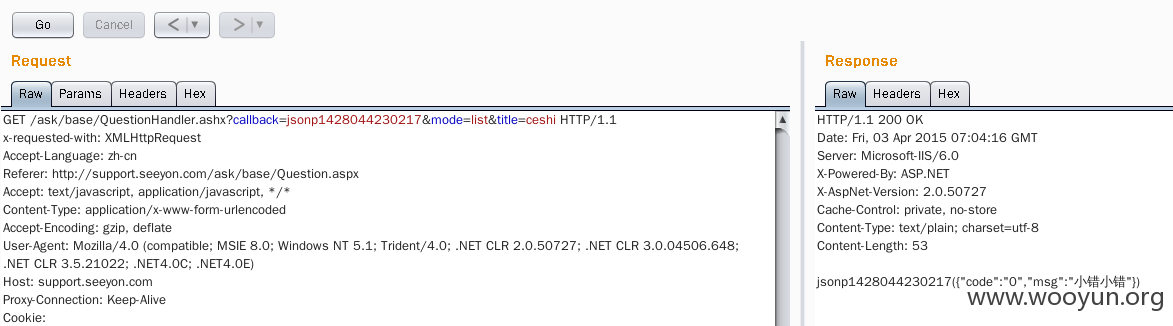 Go
Cancel
<
>
Request
Response
Raw
Params
Headers
Hex
Raw
Headers
Hex
GET /ask/base/QuestionHandler.ashx?callback=jsonp1428044230217&mode=list&title=ceshi HTTP/1.1
x-requested-with: XMLHttpRequest
Accept-Language: zh-cn
Referer: http://support.seeyon.com/ask/base/Question.aspx
Accept: text/javascript, application/javascript, */*
Content-Type: application/x-www-form-urlencoded
Accept-Encoding: gzip, deflate
User-Agent: Mozilla/4.0 (compatible; MSIE 8.0; Windows NT 5.1; Trident/4.0; .NET CLR 2.0.50727; .NET CLR 3.0.04506.648;
.NET CLR 3.5.21022; .NET4.0C; .NET4.0E)
Host: support.seeyon.com
Proxy-Connection: Keep-Alive
Cookie:
HTTP/1.1 200 OK
Date: Fri, 03 Apr 2015 07:04:16 GMT
Server: Microsoft-IIS/6.0
X-Powered-By: ASP.NET
X-AspNet-Version: 2.0.50727
Cache-Control: private, no-store
Content-Type: text/plain; charset=utf-8
Content-Length: 53
jsonp1428044230217({"code":"0","msg":"小错小错"})
www.wooyun.org